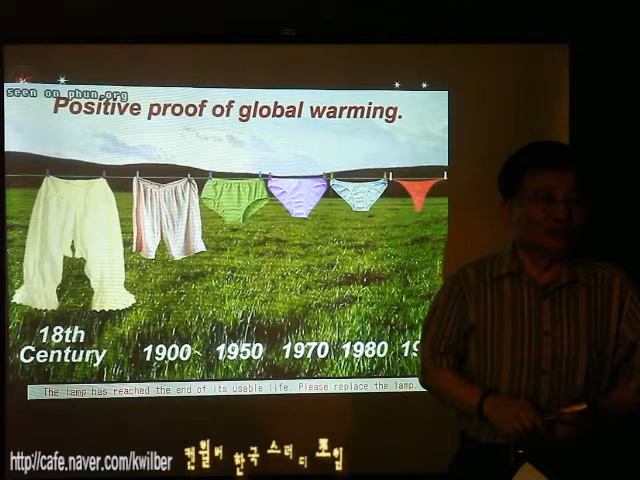 seen on phun.org
Positive proof of global warming.
18th Century
1900
1950
1970
1980
The lamp has reached the end of its usable life. Please replace the lamp.
http://cafe.naver.com/kwilber
켄윌버 한국 스터디 모임